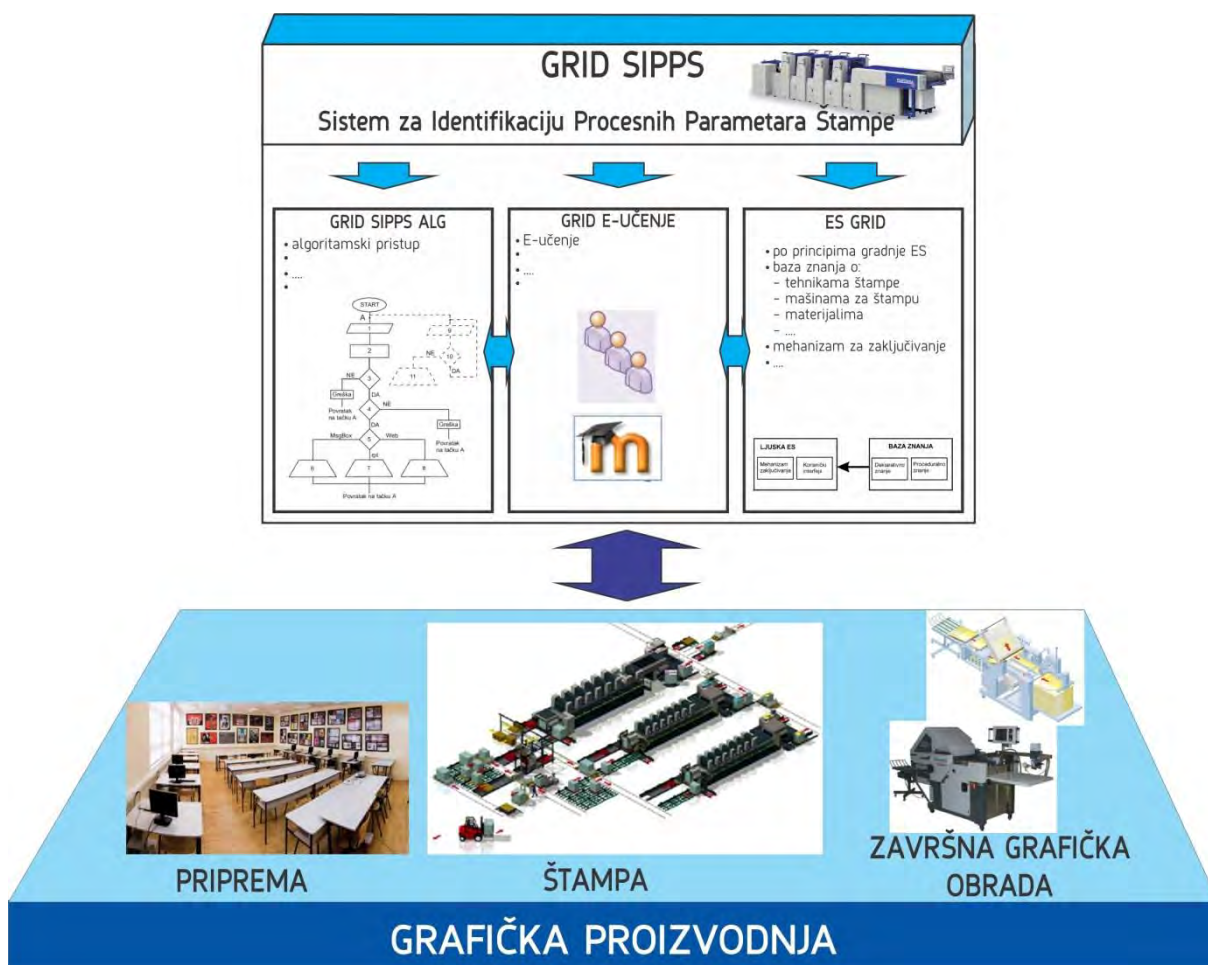 GRID SIPPS
Sistem za Identifikaciju Procesnih Parametara Štampe
GRID SIPPS ALG
• algoritamski pristup
•
• ....
•
START
A
1
2
NE
3
Greška
DA
Povratak
na tačku A
4
NE
DA
Greška
Povratak
na tačku A
MsgBox
5
Web
6
7
8
Povratak na tačku A
9
NE
10
DA
11
GRID E-UČENJE
• E-učenje
•
• ....
•
m
ES GRID
• po principima gradnje ES
• baza znanja o:
– tehnikama štampe
– mašinama za štampu
– materijalima
– ....
• mehanizam za zaključivanje
• ....
LJUSKA ES
Mehanizam
zaključivanja
interfejs
BAZA ZNANJA
Deklarativno
znanje
Proceduralno
znanje
PRIPREMA
ŠTAMPA
ZAVRŠNA GRAFIČKA
OBRADA
GRAFIČKA PROIZVODNJA